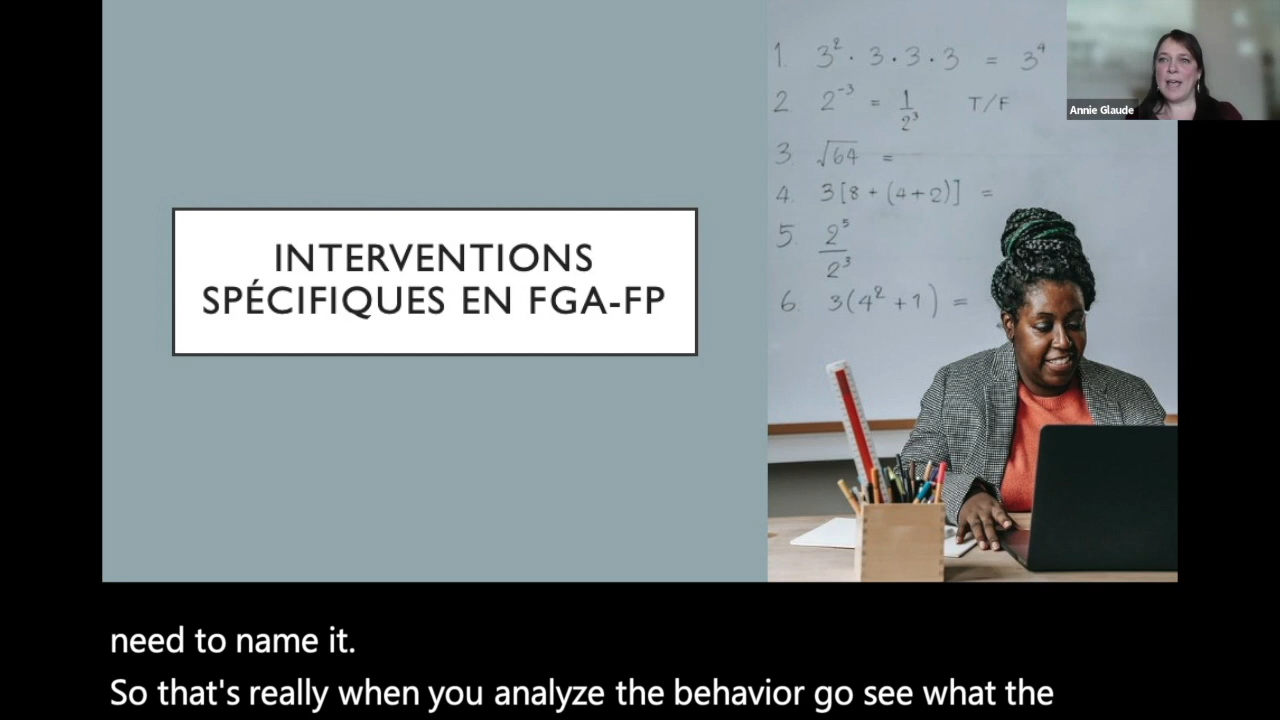 INTERVENTIONS
SPÉCIFIQUES EN FGA-FP
1. 3² · 3 · 3 · 3 = 3⁴
2. 2⁻³ = 1/2³ T/F
3. √64 =
4. 3[8 + (4+2)] =
5. 2⁵/2³
6. 3(4² + 1) =
Annie Glaude
need to name it.
So that's really when you analyze the behavior go see what the